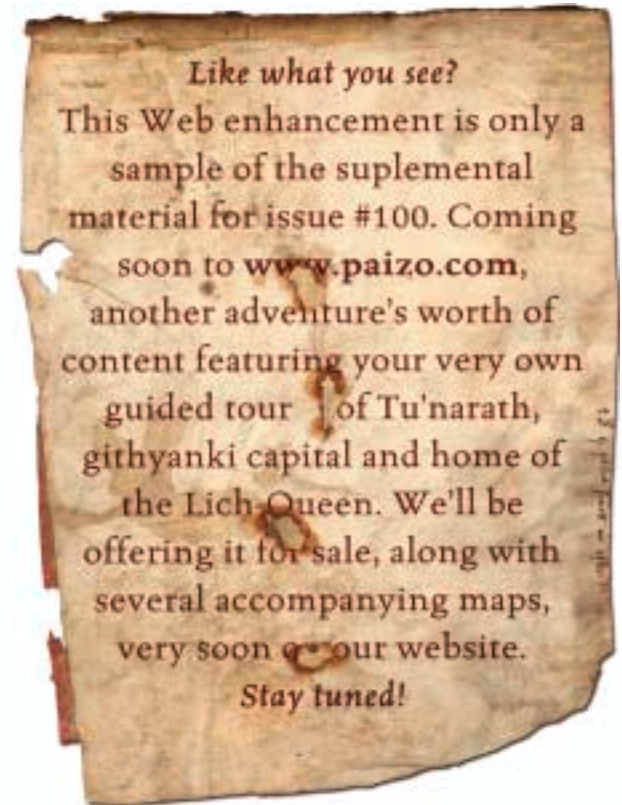 Like what you see?
This Web enhancement is only a
sample of the suplemental
material for issue #100. Coming
soon to www.paizo.com,
another adventure's worth of
content featuring your very own
guided tour of Tu'narath,
githyanki capital and home of
the Lich Queen. We'll be
offering it for sale, along with
several accompanying maps,
very soon our website.
Stay tuned!